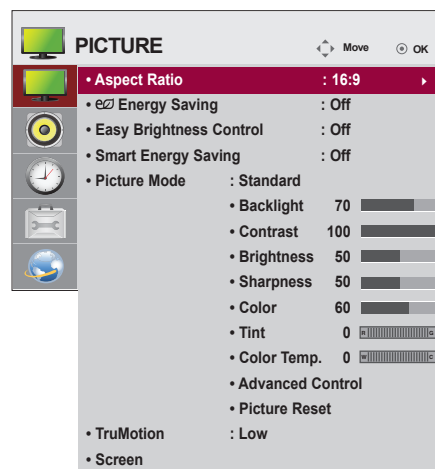 PICTURE Move OK
• Aspect Ratio : 16:9
• eco Energy Saving : Off
• Easy Brightness Control : Off
• Smart Energy Saving : Off
• Picture Mode : Standard
• Backlight 70
• Contrast 100
• Brightness 50
• Sharpness 50
• Color 60
• Tint 0 R G
• Color Temp. 0 W C
• Advanced Control
• Picture Reset
• TruMotion : Low
• Screen